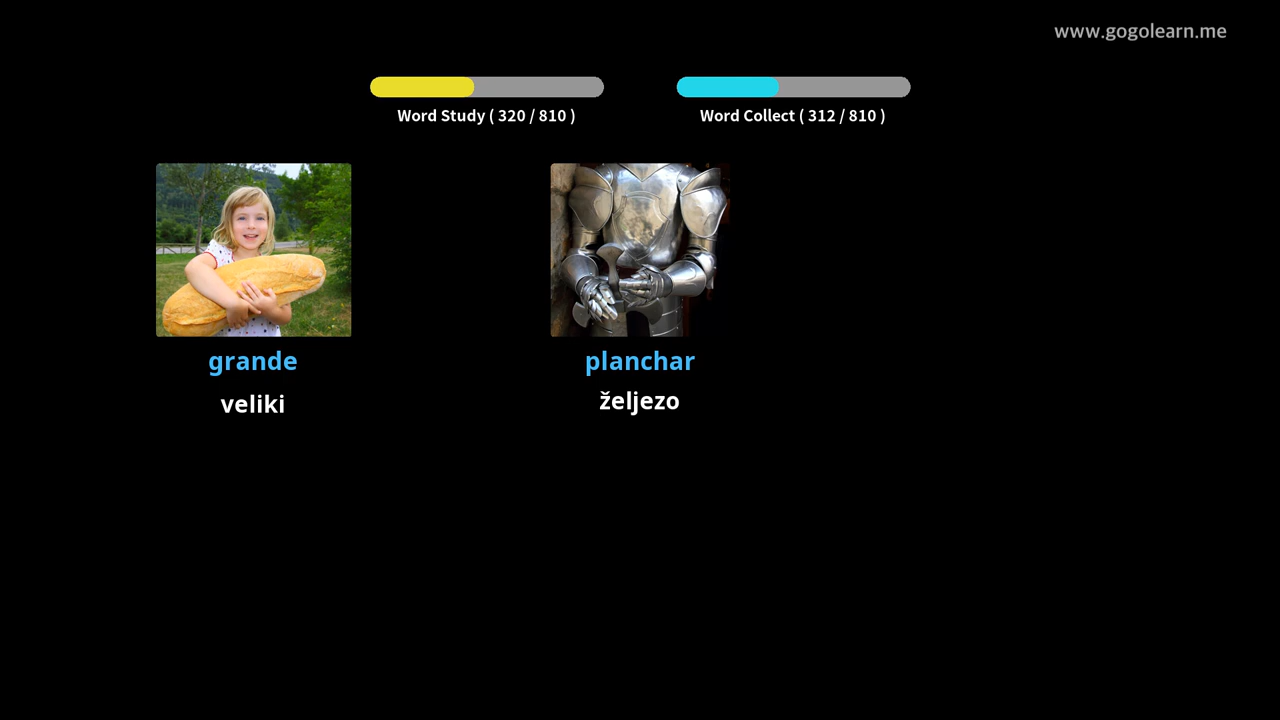 www.gogolearn.me
Word Study ( 320 / 810 )
Word Collect ( 312 / 810 )
grande
planchar
veliki
željezo